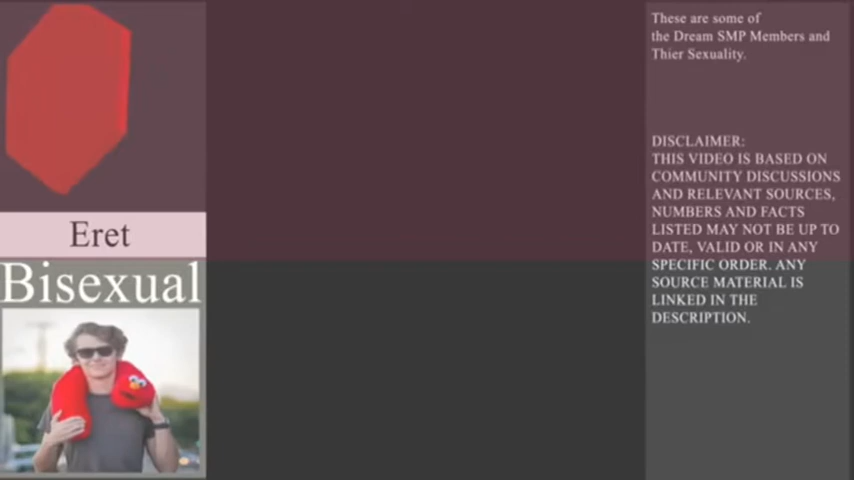 Eret
Bisexual
These are some of
the Dream SMP Members and
Thier Sexuality.
DISCLAIMER:
THIS VIDEO IS BASED ON
COMMUNITY DISCUSSIONS
AND RELEVANT SOURCES,
NUMBERS AND FACTS
LISTED MAY NOT BE UP TO
DATE, VALID OR IN ANY
SPECIFIC ORDER. ANY
SOURCE MATERIAL IS
LINKED IN THE
DESCRIPTION.